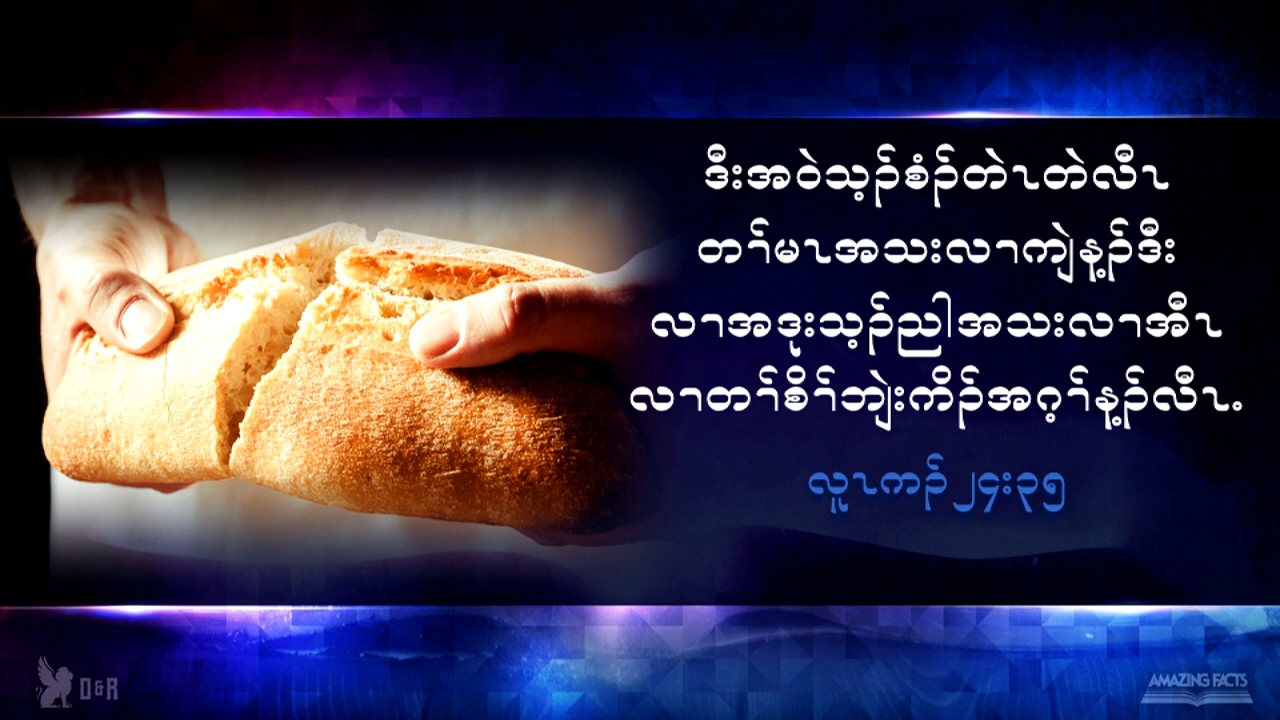 ဒီးအဝဲသ့ၣ်စံၣ်တဲၤတဲလီၤ
တၢ်မၤအသးလၢကျဲန့ၣ်ဒီး
လၢအဒုးသ့ၣ်ညါအသးလၢအီၤ
လၢတၢ်စိၢ်ဘျဲးကိၣ်အဂ့ၢ်န့ၣ်လီၤ.
လူၤကၣ် ၂၄း၃၅
D&R
AMAZING FACTS